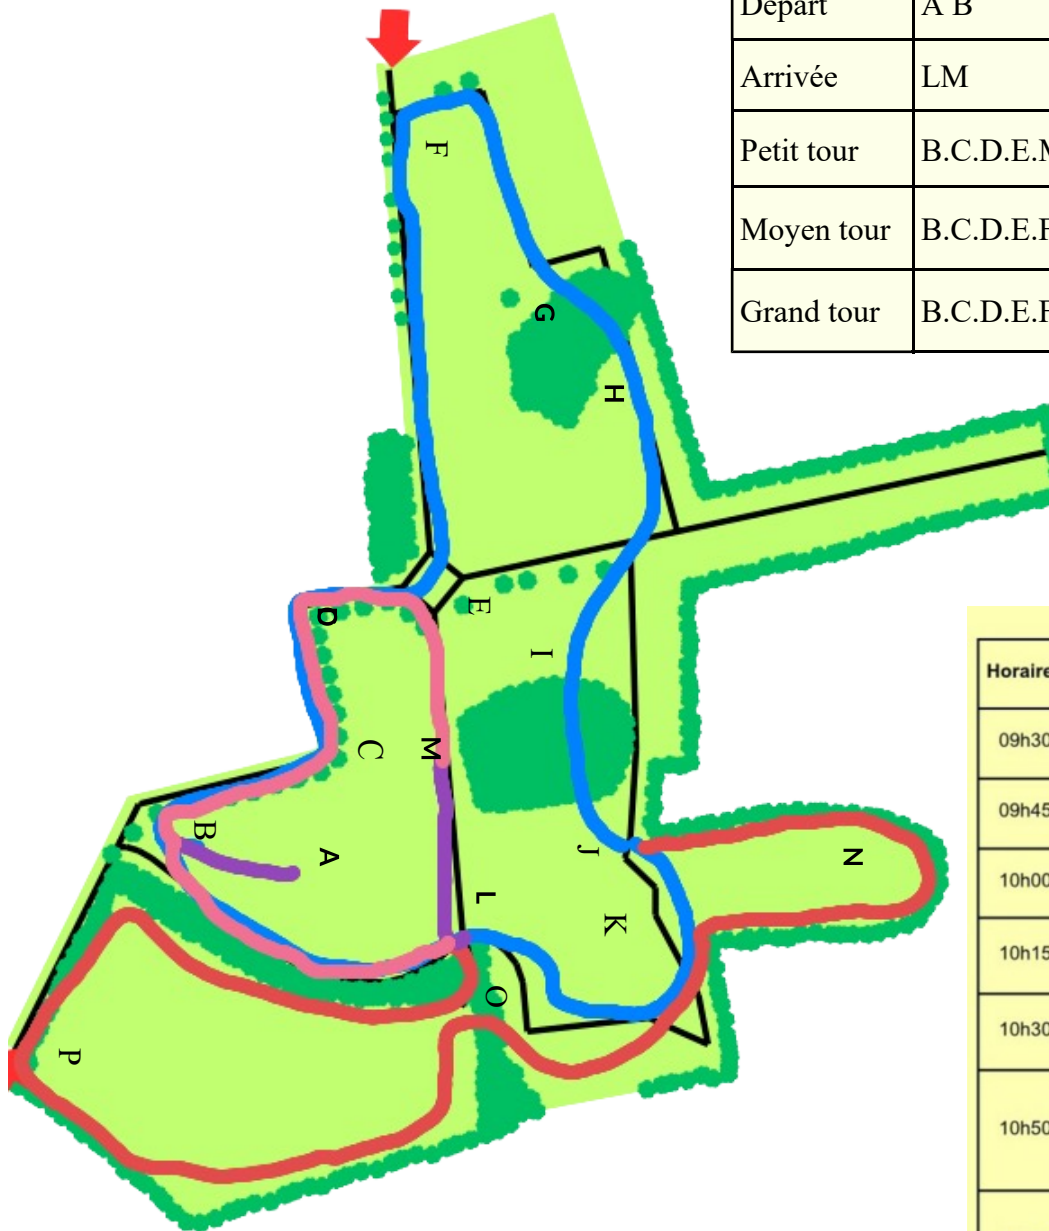 Départ A B
Arrivée LM
Petit tour B.C.D.E.M
Moyen tour B.C.D.E.F
Grand tour B.C.D.E.F
F
G
H
E
D
I
C
M
B
A
J
N
L
K
O
P
Horaire
09h30
09h45
10h00
10h15
10h30
10h50